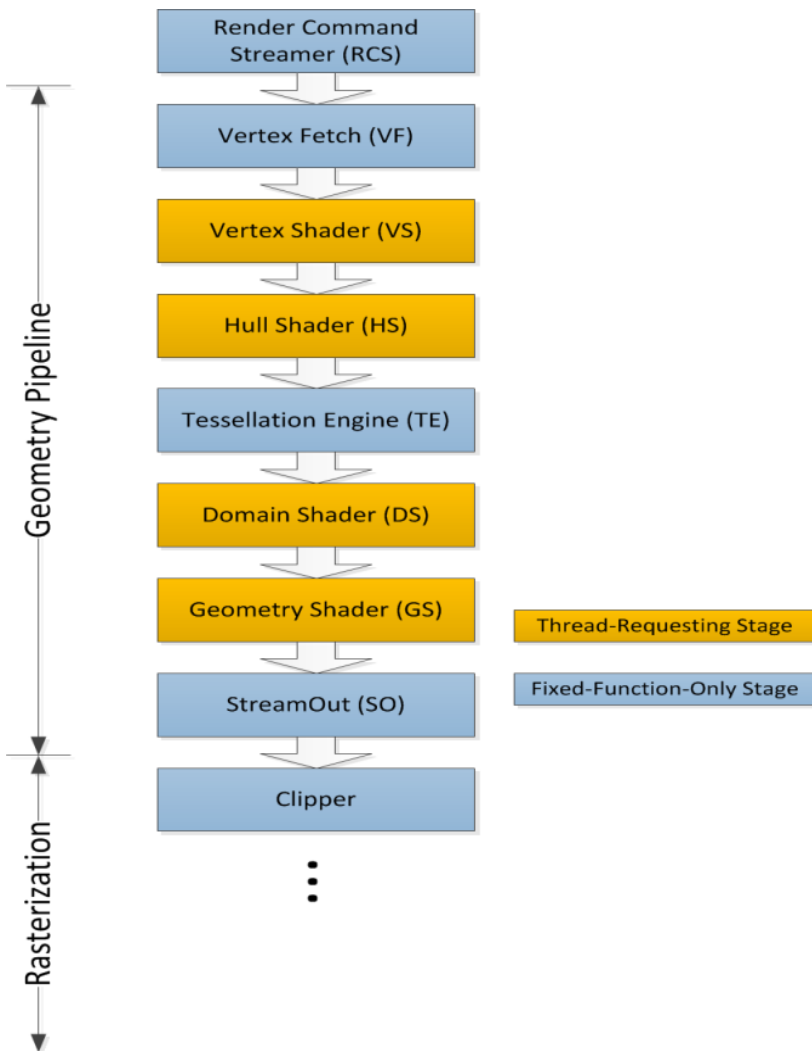 Render Command
Streamer (RCS)
Vertex Fetch (VF)
Vertex Shader (VS)
Hull Shader (HS)
Tessellation Engine (TE)
Domain Shader (DS)
Geometry Shader (GS)
StreamOut (SO)
Clipper
Geometry Pipeline
Rasterization
Thread-Requesting Stage
Fixed-Function-Only Stage